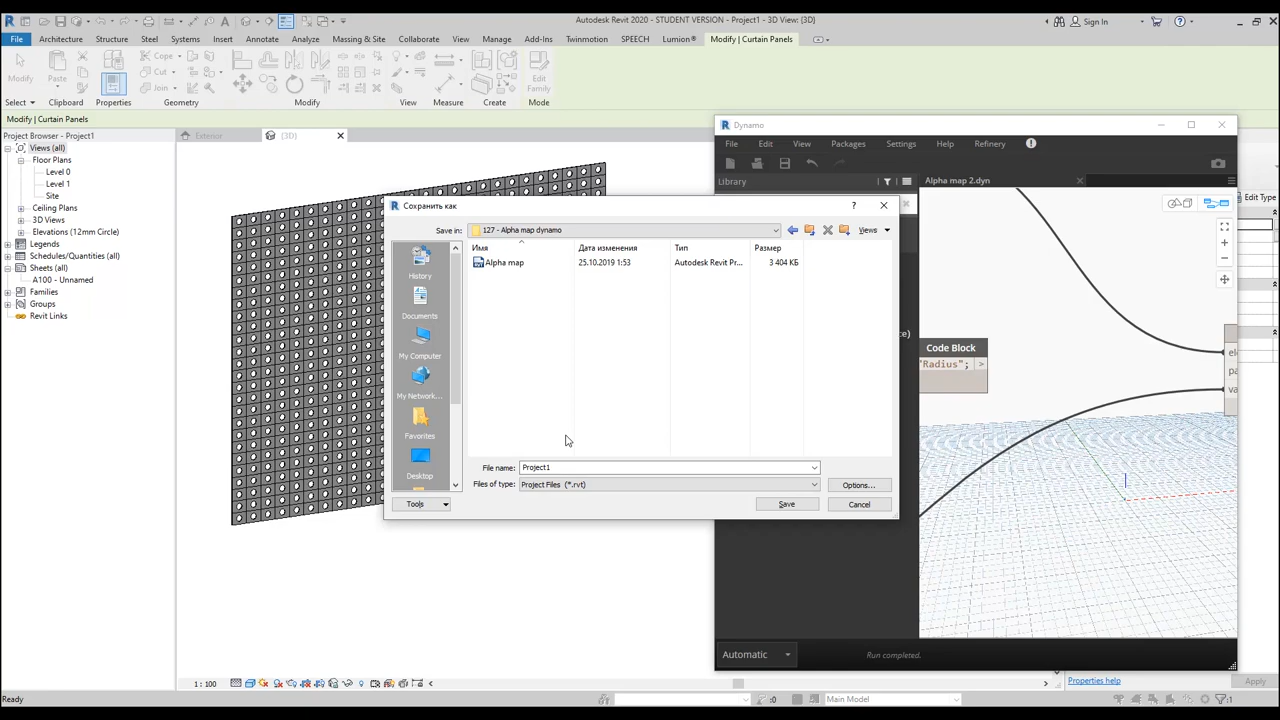 Autodesk Revit 2020 - STUDENT VERSION - Project1 - 3D View: {3D}
Sign In
File Architecture Structure Steel Systems Insert Annotate Analyze Massing & Site Collaborate View Manage Add-Ins Twinmotion SPEECH Lumion® Modify | Curtain Panels
Modify Paste Cope Cut Join Edit Family
Select Clipboard Properties Geometry Modify View Measure Create Mode
Modify | Curtain Panels
Project Browser - Project1
Exterior
{3D}
Views (all)
Floor Plans
Level 0
Level 1
Site
Ceiling Plans
3D Views
Elevations (12mm Circle)
Legends
Schedules/Quantities (all)
Sheets (all)
A100 - Unnamed
Families
Groups
Revit Links
Сохранить как
Save in: 127 - Alpha map dynamo
Views
Имя Дата изменения Тип Размер
Alpha map 25.10.2019 1:53 Autodesk Revit Pr... 3 404 КБ
History
Documents
My Computer
My Network...
Favorites
Desktop
File name: Project1
Files of type: Project Files (*.rvt)
Options...
Tools
Save
Cancel
Dynamo
File Edit View Packages Settings Help Refinery
Library
Alpha map 2.dyn
Edit Type
Code Block
"Radius"; >
ele
pa
va
Automatic
Run completed.
1 : 100
Properties help
Apply
Ready
:0
Main Model
:1